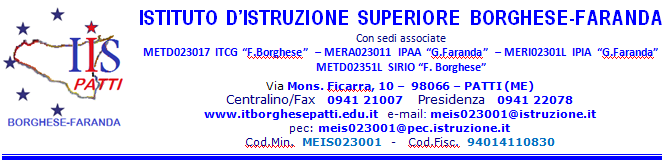 ISTITUTO D'ISTRUZIONE SUPERIORE BORGHESE-FARANDA
Con sedi associate
METD023017 ITCG "F.Borghese" – MERA023011 IPAA "G.Faranda" – MERI02301L IPIA "G.Faranda"
METD02351L SIRIO "F. Borghese"
Via Mons. Ficarra, 10 – 98066 – PATTI (ME)
Centralino/Fax 0941 21007 Presidenza 0941 22078
www.itborghesepatti.edu.it e-mail: meis023001@istruzione.it
pec: meis023001@pec.istruzione.it
Cod.Min. MEIS023001 - Cod.Fisc. 94014110830
IIS
PATTI
BORGHESE-FARANDA